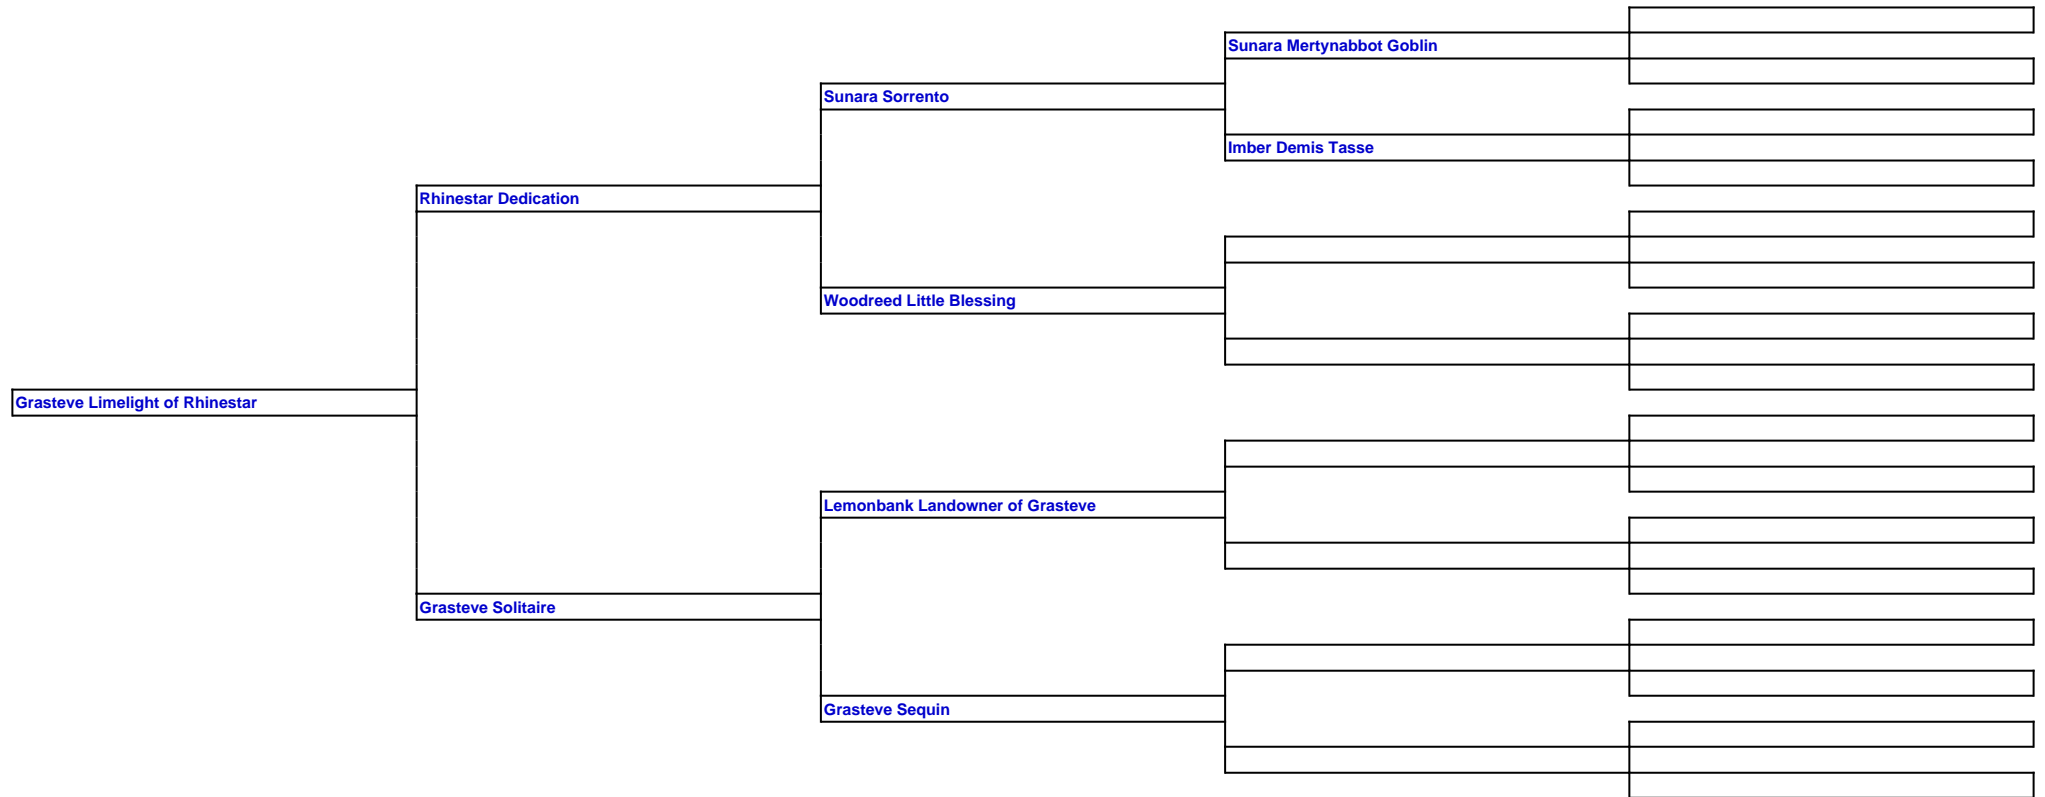 Sunara Mertynabbot Goblin
Sunara Sorrento
Imber Demis Tasse
Rhinestar Dedication
Woodreed Little Blessing
Grasteve Limelight of Rhinestar
Lemonbank Landowner of Grasteve
Grasteve Solitaire
Grasteve Sequin